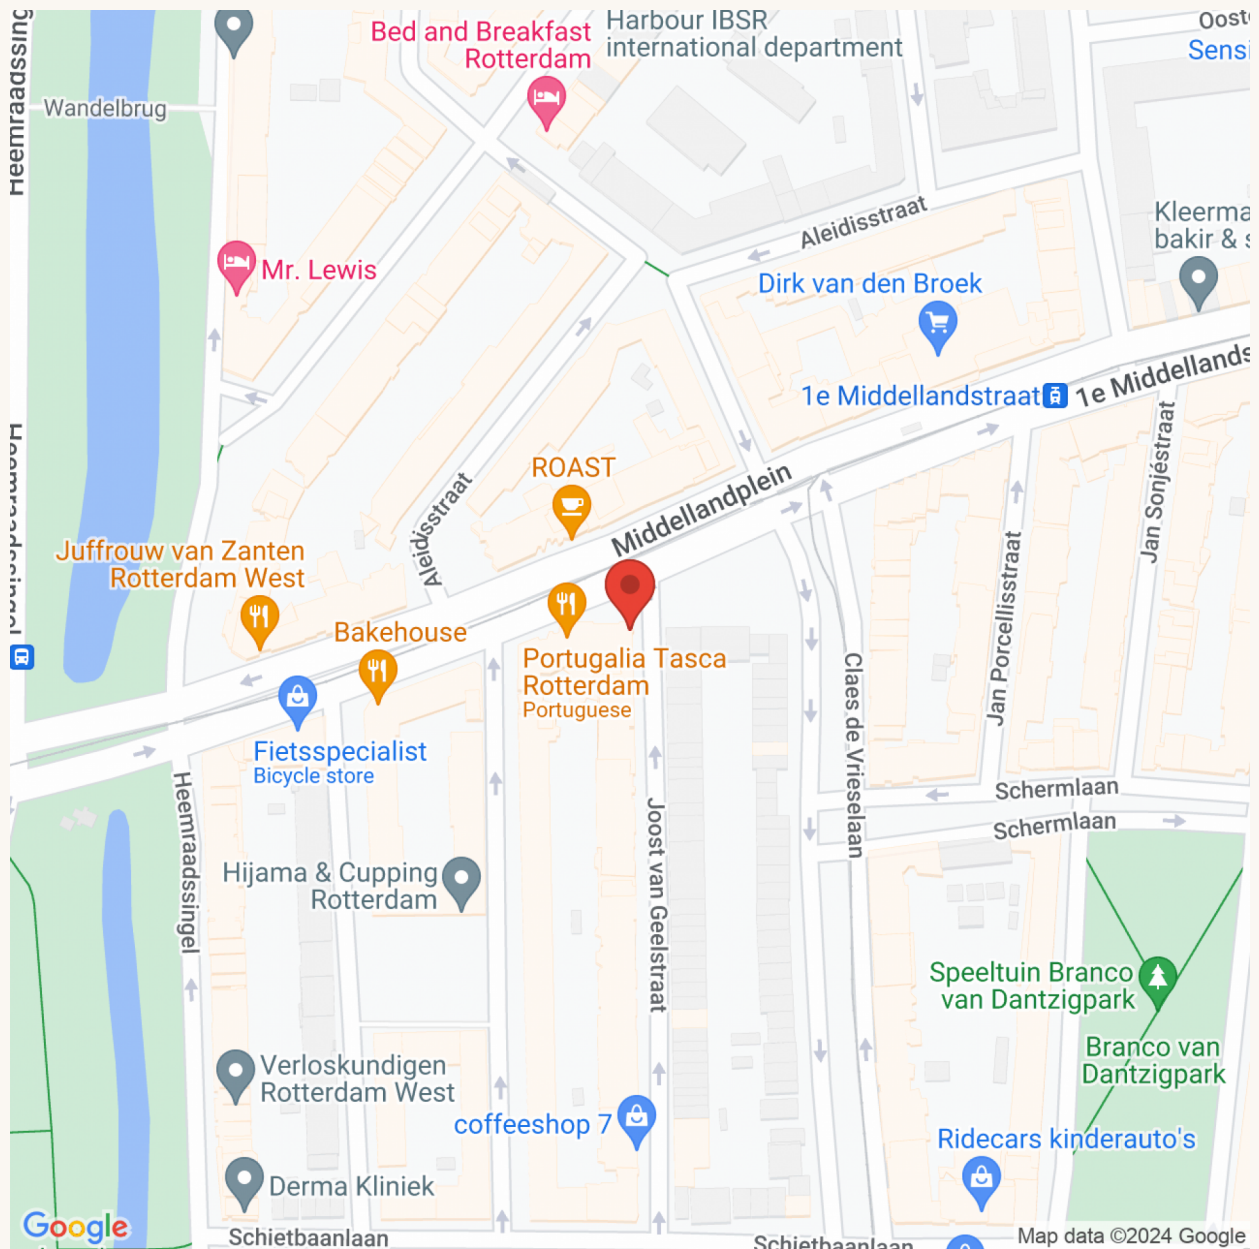 Harbour IBSR
international department
Bed and Breakfast
Rotterdam
Oost
Sensi
Heemraadssing
Wandelbrug
Aleidisstraat
Kleerma
bakir & s
Mr. Lewis
Dirk van den Broek
1e Middellandstraat
1e Middellands
Jan Sonjéstraat
ROAST
Middellandplein
Aleidisstraat
Heemraadssingel
Juffrouw van Zanten
Rotterdam West
Jan Porcellisstraat
Bakehouse
Portugalia Tasca
Rotterdam
Portuguese
Claes de Vrieselaan
Fietsspecialist
Bicycle store
Heemraadssingel
Joost van Geelstraat
Schermlaan
Schermlaan
Hijama & Cupping
Rotterdam
Speeltuin Branco
van Dantzigpark
Branco van
Dantzigpark
Verloskundigen
Rotterdam West
coffeeshop 7
Ridecars kinderauto's
Derma Kliniek
Google
Schietbaanlaan
Schietbaanlaan
Map data ©2024 Google